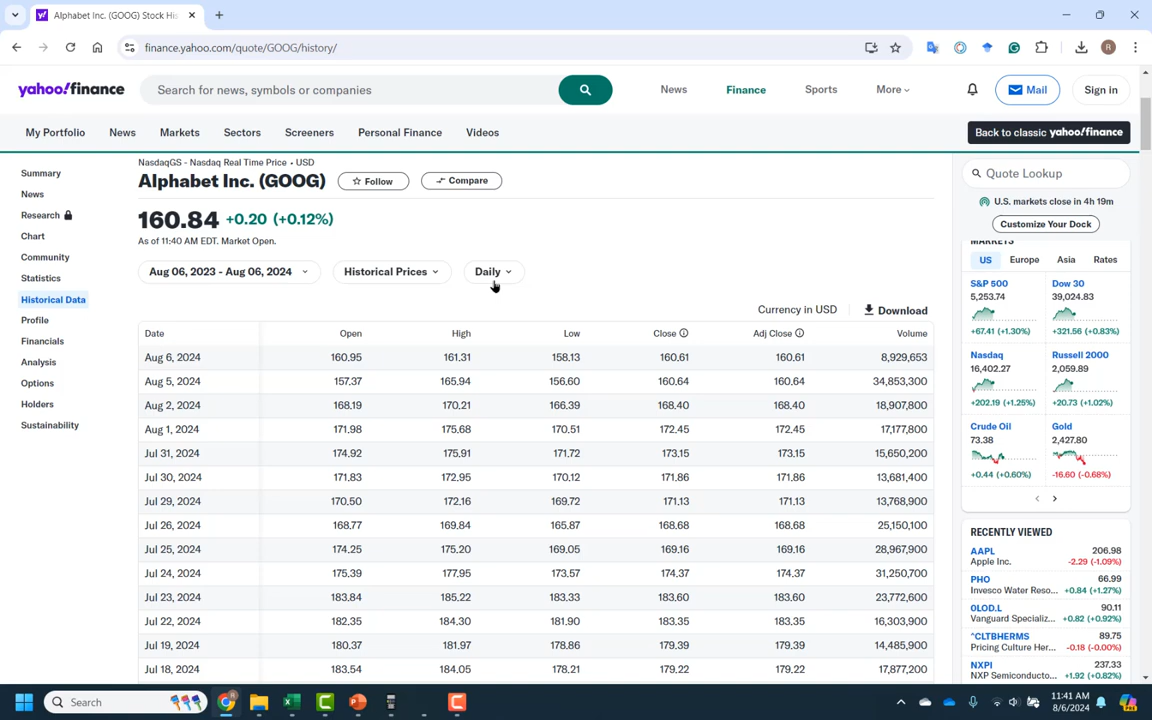 Alphabet Inc. (GOOG) Stock His
finance.yahoo.com/quote/GOOG/history/
R
yahoo!finance
Search for news, symbols or companies
News
Finance
Sports
More
Mail
Sign in
My Portfolio
News
Markets
Sectors
Screeners
Personal Finance
Videos
Back to classic yahoo!finance
Summary
News
Research
Chart
Community
Statistics
Historical Data
Profile
Financials
Analysis
Options
Holders
Sustainability
NasdaqGS - Nasdaq Real Time Price • USD
Alphabet Inc. (GOOG)
Follow
Compare
160.84 +0.20 (+0.12%)
As of 11:40 AM EDT. Market Open.
Aug 06, 2023 - Aug 06, 2024
Historical Prices
Daily
Currency in USD
Download
Date Open High Low Close Adj Close Volume
Aug 6, 2024 160.95 161.31 158.13 160.61 160.61 8,929,653
Aug 5, 2024 157.37 165.94 156.60 160.64 160.64 34,853,300
Aug 2, 2024 168.19 170.21 166.39 168.40 168.40 18,907,800
Aug 1, 2024 171.98 175.68 170.51 172.45 172.45 17,177,800
Jul 31, 2024 174.92 175.91 171.72 173.15 173.15 15,650,200
Jul 30, 2024 171.83 172.95 170.12 171.86 171.86 13,681,400
Jul 29, 2024 170.50 172.16 169.72 171.13 171.13 13,768,900
Jul 26, 2024 168.77 169.84 165.87 168.68 168.68 25,150,100
Jul 25, 2024 174.25 175.20 169.05 169.16 169.16 28,967,900
Jul 24, 2024 175.39 177.95 173.57 174.37 174.37 31,250,700
Jul 23, 2024 183.84 185.22 183.33 183.60 183.60 23,772,600
Jul 22, 2024 182.35 184.30 181.90 183.35 183.35 16,303,900
Jul 19, 2024 180.37 181.97 178.86 179.39 179.39 14,485,900
Jul 18, 2024 183.54 184.05 178.21 179.22 179.22 17,877,200
Quote Lookup
U.S. markets close in 4h 19m
Customize Your Dock
MARKETS
US
Europe
Asia
Rates
S&P 500 Dow 30
5,253.74 39,024.83
+67.41 (+1.30%) +321.56 (+0.83%)
Nasdaq Russell 2000
16,402.27 2,059.89
+202.19 (+1.25%) +20.73 (+1.02%)
Crude Oil Gold
73.38 2,427.80
+0.44 (+0.60%) -16.60 (-0.68%)
RECENTLY VIEWED
AAPL 206.98
Apple Inc. -2.29 (-1.09%)
PHO 66.99
Invesco Water Reso... +0.84 (+1.27%)
0LOD.L 90.11
Vanguard Specializ... +0.82 (+0.92%)
^CLTBHERMS 89.75
Pricing Culture Her... -0.18 (-0.00%)
NXPI 237.33
NXP Semiconducto... +1.92 (+0.82%)
Search
11:41 AM
8/6/2024